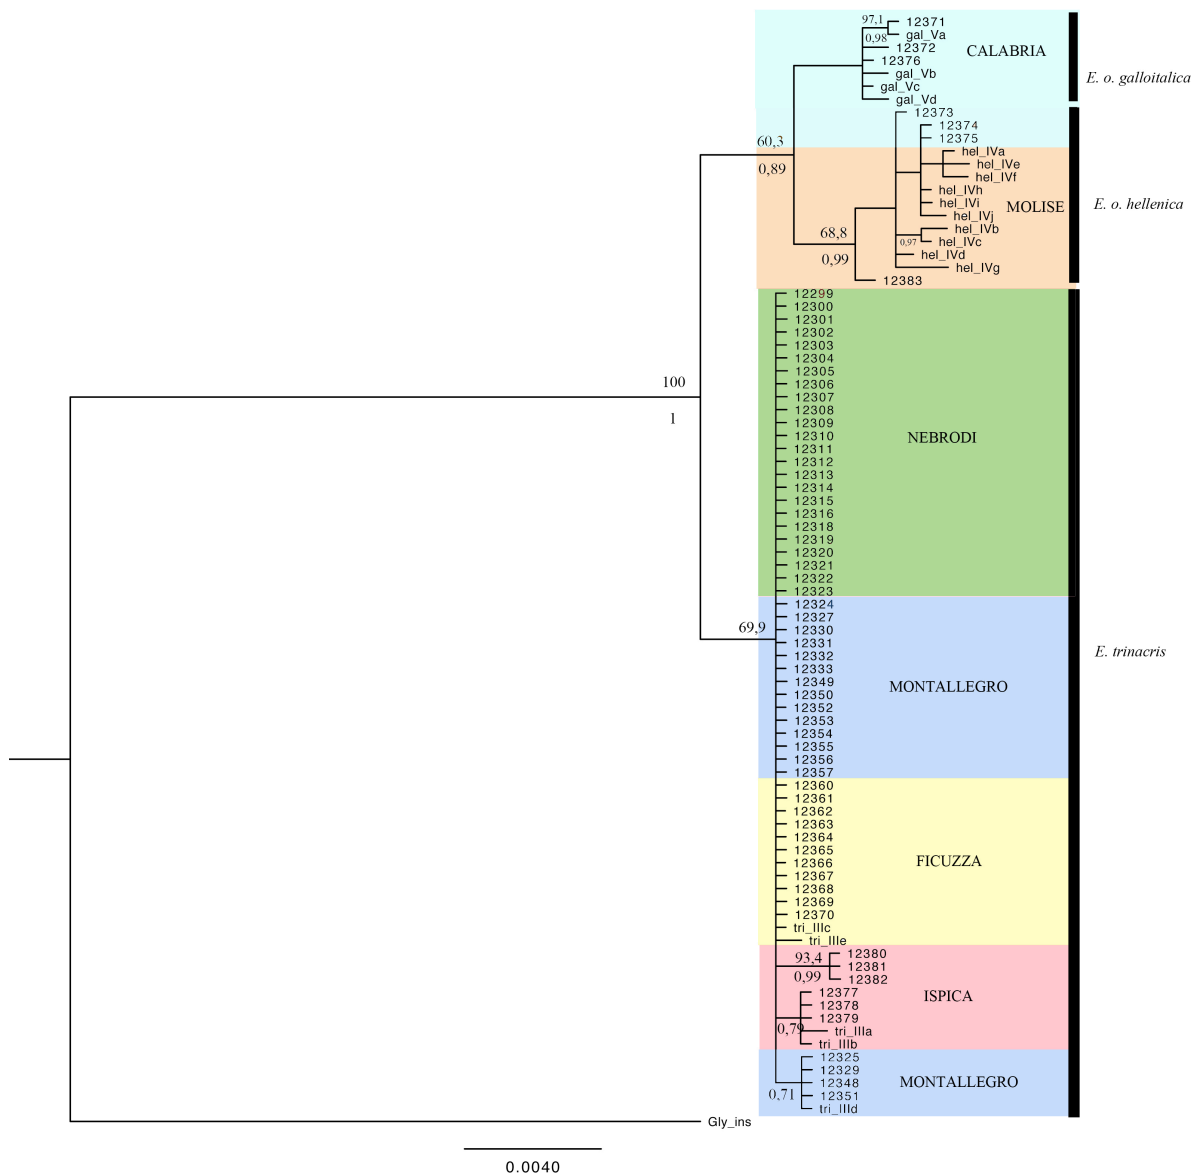 97,1
12371
0,98
gal_Va
12372
CALABRIA
12376
gal_Vb
E. o. galloitalica
gal_Vc
gal_Vd
12373
12374
12375
60,3
hel_IVa
0,89
hel_IVe
hel_IVf
hel_IVh
hel_IVi
MOLISE
E. o. hellenica
hel_IVj
68,8
hel_IVb
0,97
hel_IVc
0,99
hel_IVd
hel_IVg
12383
12299
12300
12301
12302
12303
12304
12305
100
12306
12307
12308
1
12309
12310
NEBRODI
12311
12312
12313
12314
12315
12316
12318
12319
12320
12321
12322
12323
12324
12327
69,9
12330
12331
12332
E. trinacris
12333
12349
MONTALLEGRO
12350
12352
12353
12354
12355
12356
12357
12360
12361
12362
12363
12364
12365
12366
FICUZZA
12367
12368
12369
12370
tri_IIIc
tri_IIIe
93,4
12380
12381
0,99
12382
12377
ISPICA
12378
12379
0,79
tri_IIIa
tri_IIIb
12325
12329
12348
MONTALLEGRO
0,71
12351
tri_IIId
Gly_ins
0.0040